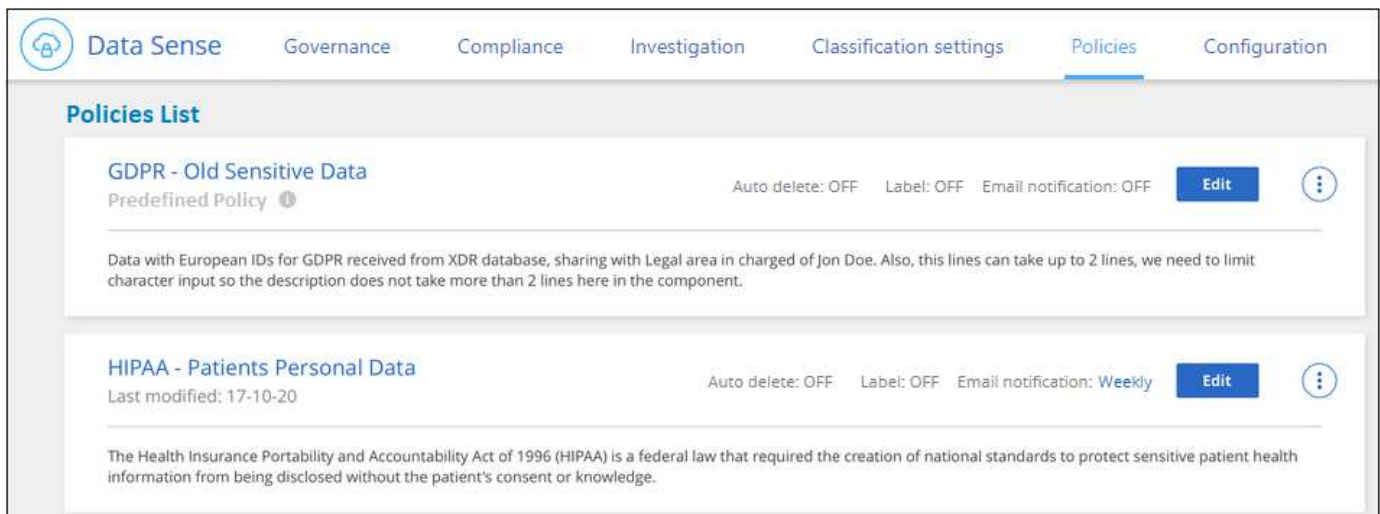 Data Sense Governance Compliance Investigation Classification settings Policies Configuration
Policies List
GDPR - Old Sensitive Data
Predefined Policy
Auto delete: OFF Label: OFF Email notification: OFF Edit
Data with European IDs for GDPR received from XDR database, sharing with Legal area in charged of Jon Doe. Also, this lines can take up to 2 lines, we need to limit
character input so the description does not take more than 2 lines here in the component.
HIPAA - Patients Personal Data
Last modified: 17-10-20
Auto delete: OFF Label: OFF Email notification: Weekly Edit
The Health Insurance Portability and Accountability Act of 1996 (HIPAA) is a federal law that required the creation of national standards to protect sensitive patient health
information from being disclosed without the patient's consent or knowledge.